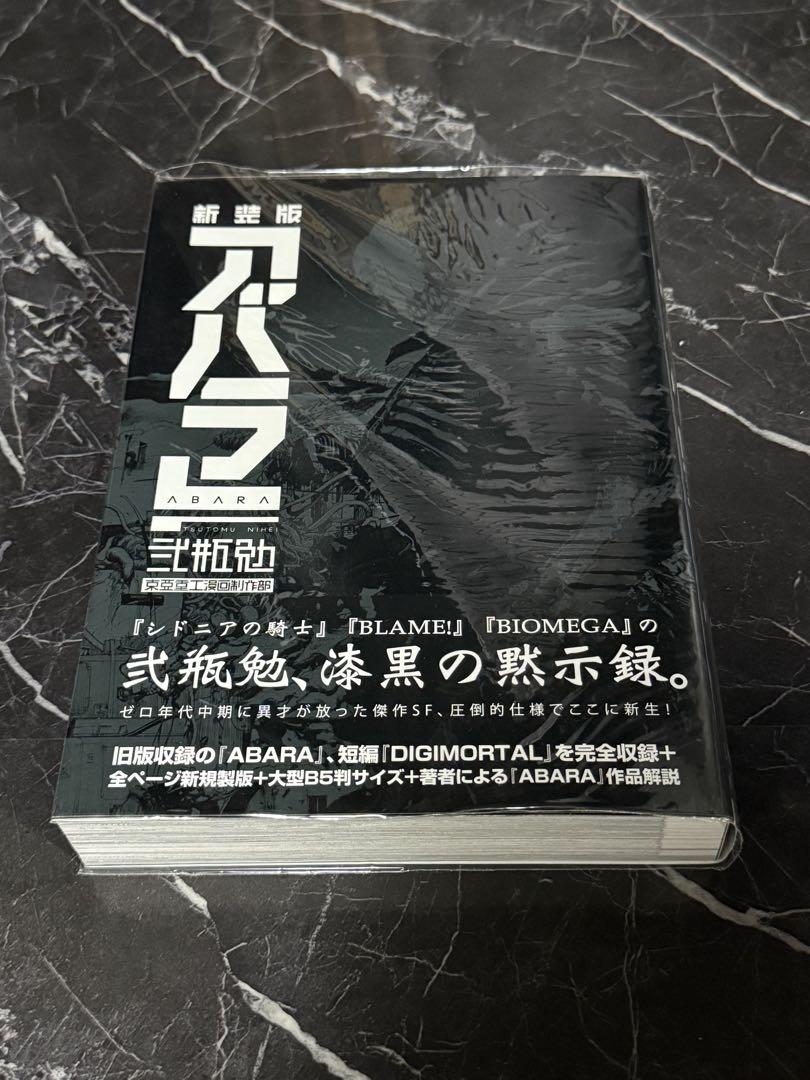 新装版
アバラ
ABARA
TSUTOMU NIHEI
弐瓶勉
東亜重工漫画制作部
『シドニアの騎士』『BLAME!』『BIOMEGA』の
弐瓶勉、漆黒の黙示録。
ゼロ年代中期に異才が放った傑作SF、圧倒的仕様でここに新生!
旧版収録の『ABARA』、短編『DIGIMORTAL』を完全収録+
全ページ新規製版+大型B5判サイズ+著者による『ABARA』作品解説